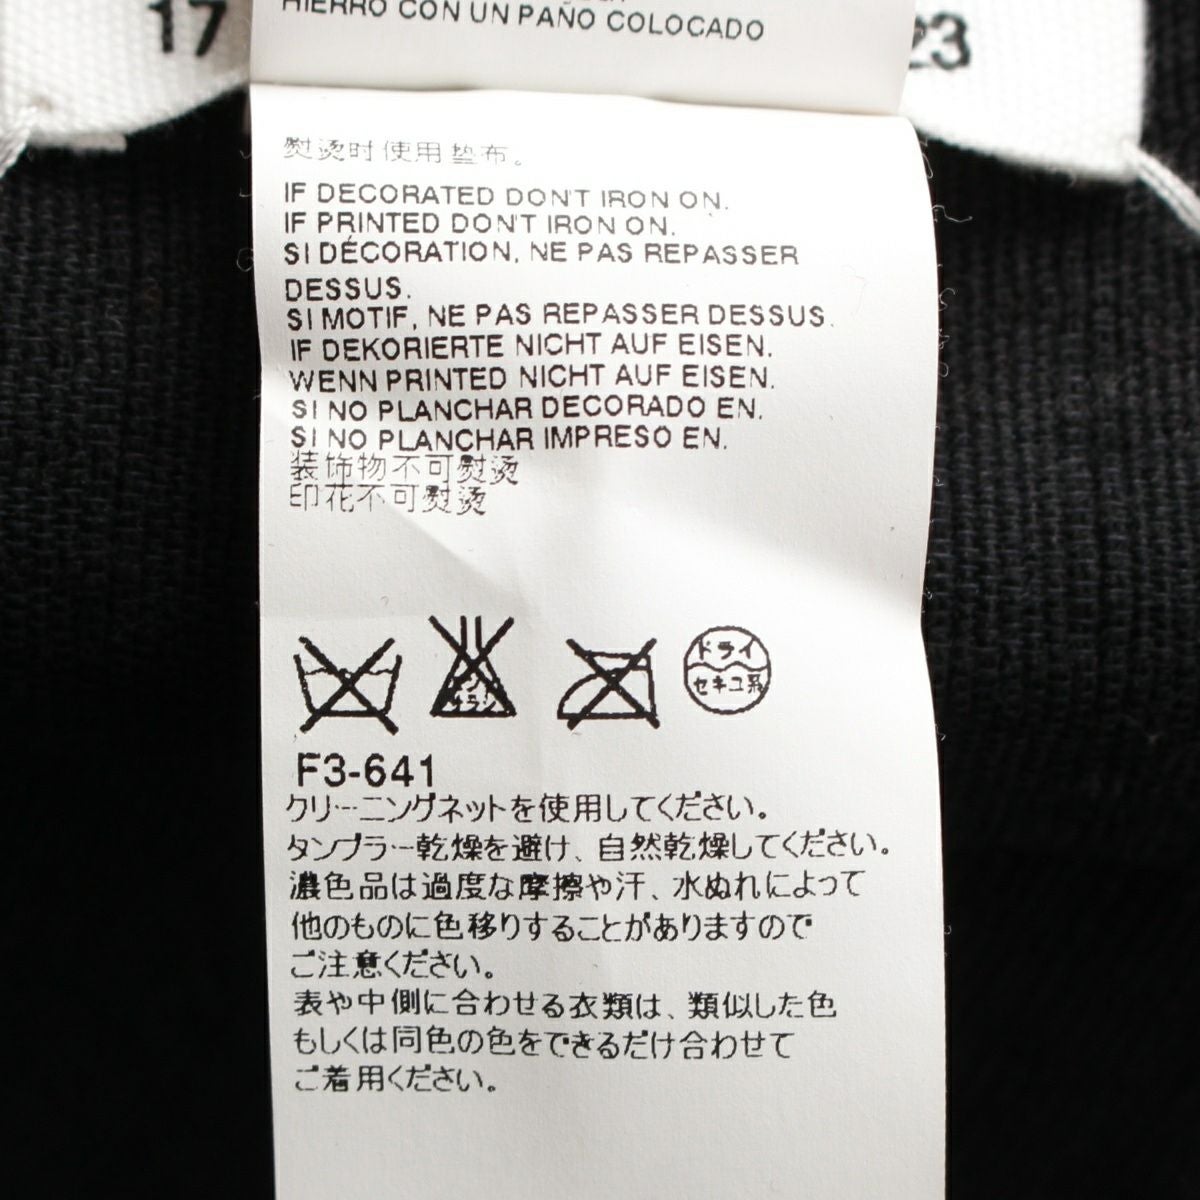 17
23
HIERRO CON UN PAÑO COLOCADO
熨烫时使用垫布。
IF DECORATED DON'T IRON ON.
IF PRINTED DON'T IRON ON.
SI DÉCORATION, NE PAS REPASSER
DESSUS.
SI MOTIF, NE PAS REPASSER DESSUS.
IF DEKORIERTE NICHT AUF EISEN.
WENN PRINTED NICHT AUF EISEN.
SI NO PLANCHAR DECORADO EN.
SI NO PLANCHAR IMPRESO EN.
装饰物不可熨烫
印花不可熨烫
ドライ
セキユ系
F3-641
クリーニングネットを使用してください。
タンブラー乾燥を避け、自然乾燥してください。
濃色品は過度な摩擦や汗、水ぬれによって
他のものに色移りすることがありますので
ご注意ください。
表や中側に合わせる衣類は、類似した色
もしくは同色の色をできるだけ合わせて
ご着用ください。